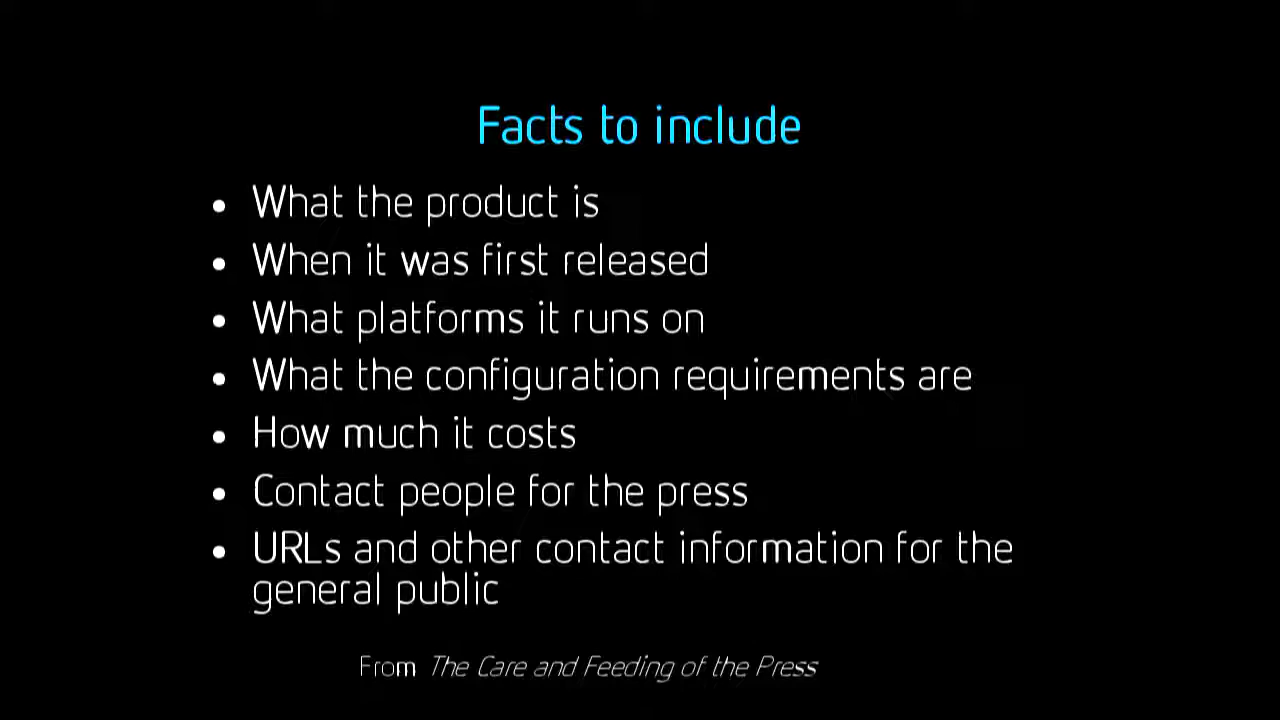 Facts to include
• What the product is
• When it was first released
• What platforms it runs on
• What the configuration requirements are
• How much it costs
• Contact people for the press
• URLs and other contact information for the
general public
From The Care and Feeding of the Press